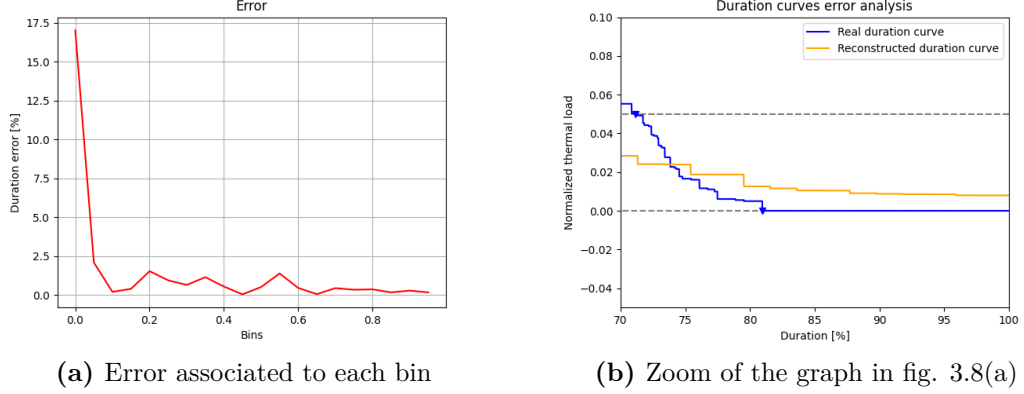 Error
Duration error [%]
17.5
15.0
12.5
10.0
7.5
5.0
2.5
0.0
0.0 0.2 0.4 0.6 0.8
Bins
(a) Error associated to each bin
Duration curves error analysis
Real duration curve
Reconstructed duration curve
Normalized thermal load
0.10
0.08
0.06
0.04
0.02
0.00
−0.02
−0.04
70 75 80 85 90 95 100
Duration [%]
(b) Zoom of the graph in fig. 3.8(a)